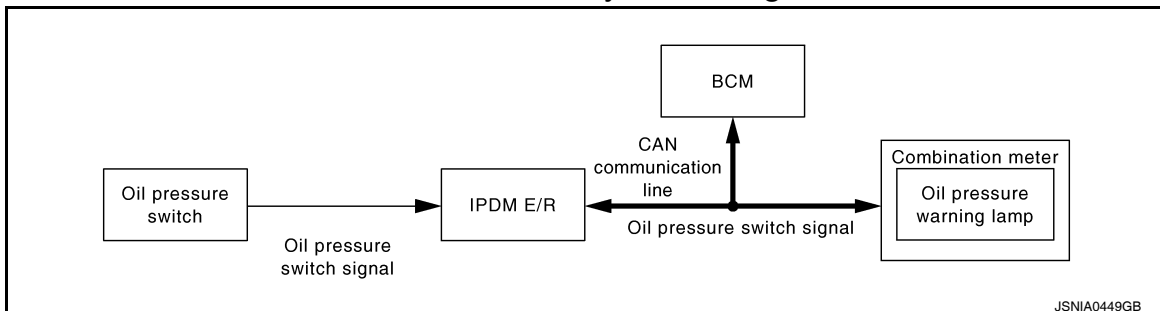 BCM
CAN
communication
line
Combination meter
Oil pressure
switch
IPDM E/R
Oil pressure
warning lamp
Oil pressure switch signal
Oil pressure
switch signal
JSNIA0449GB